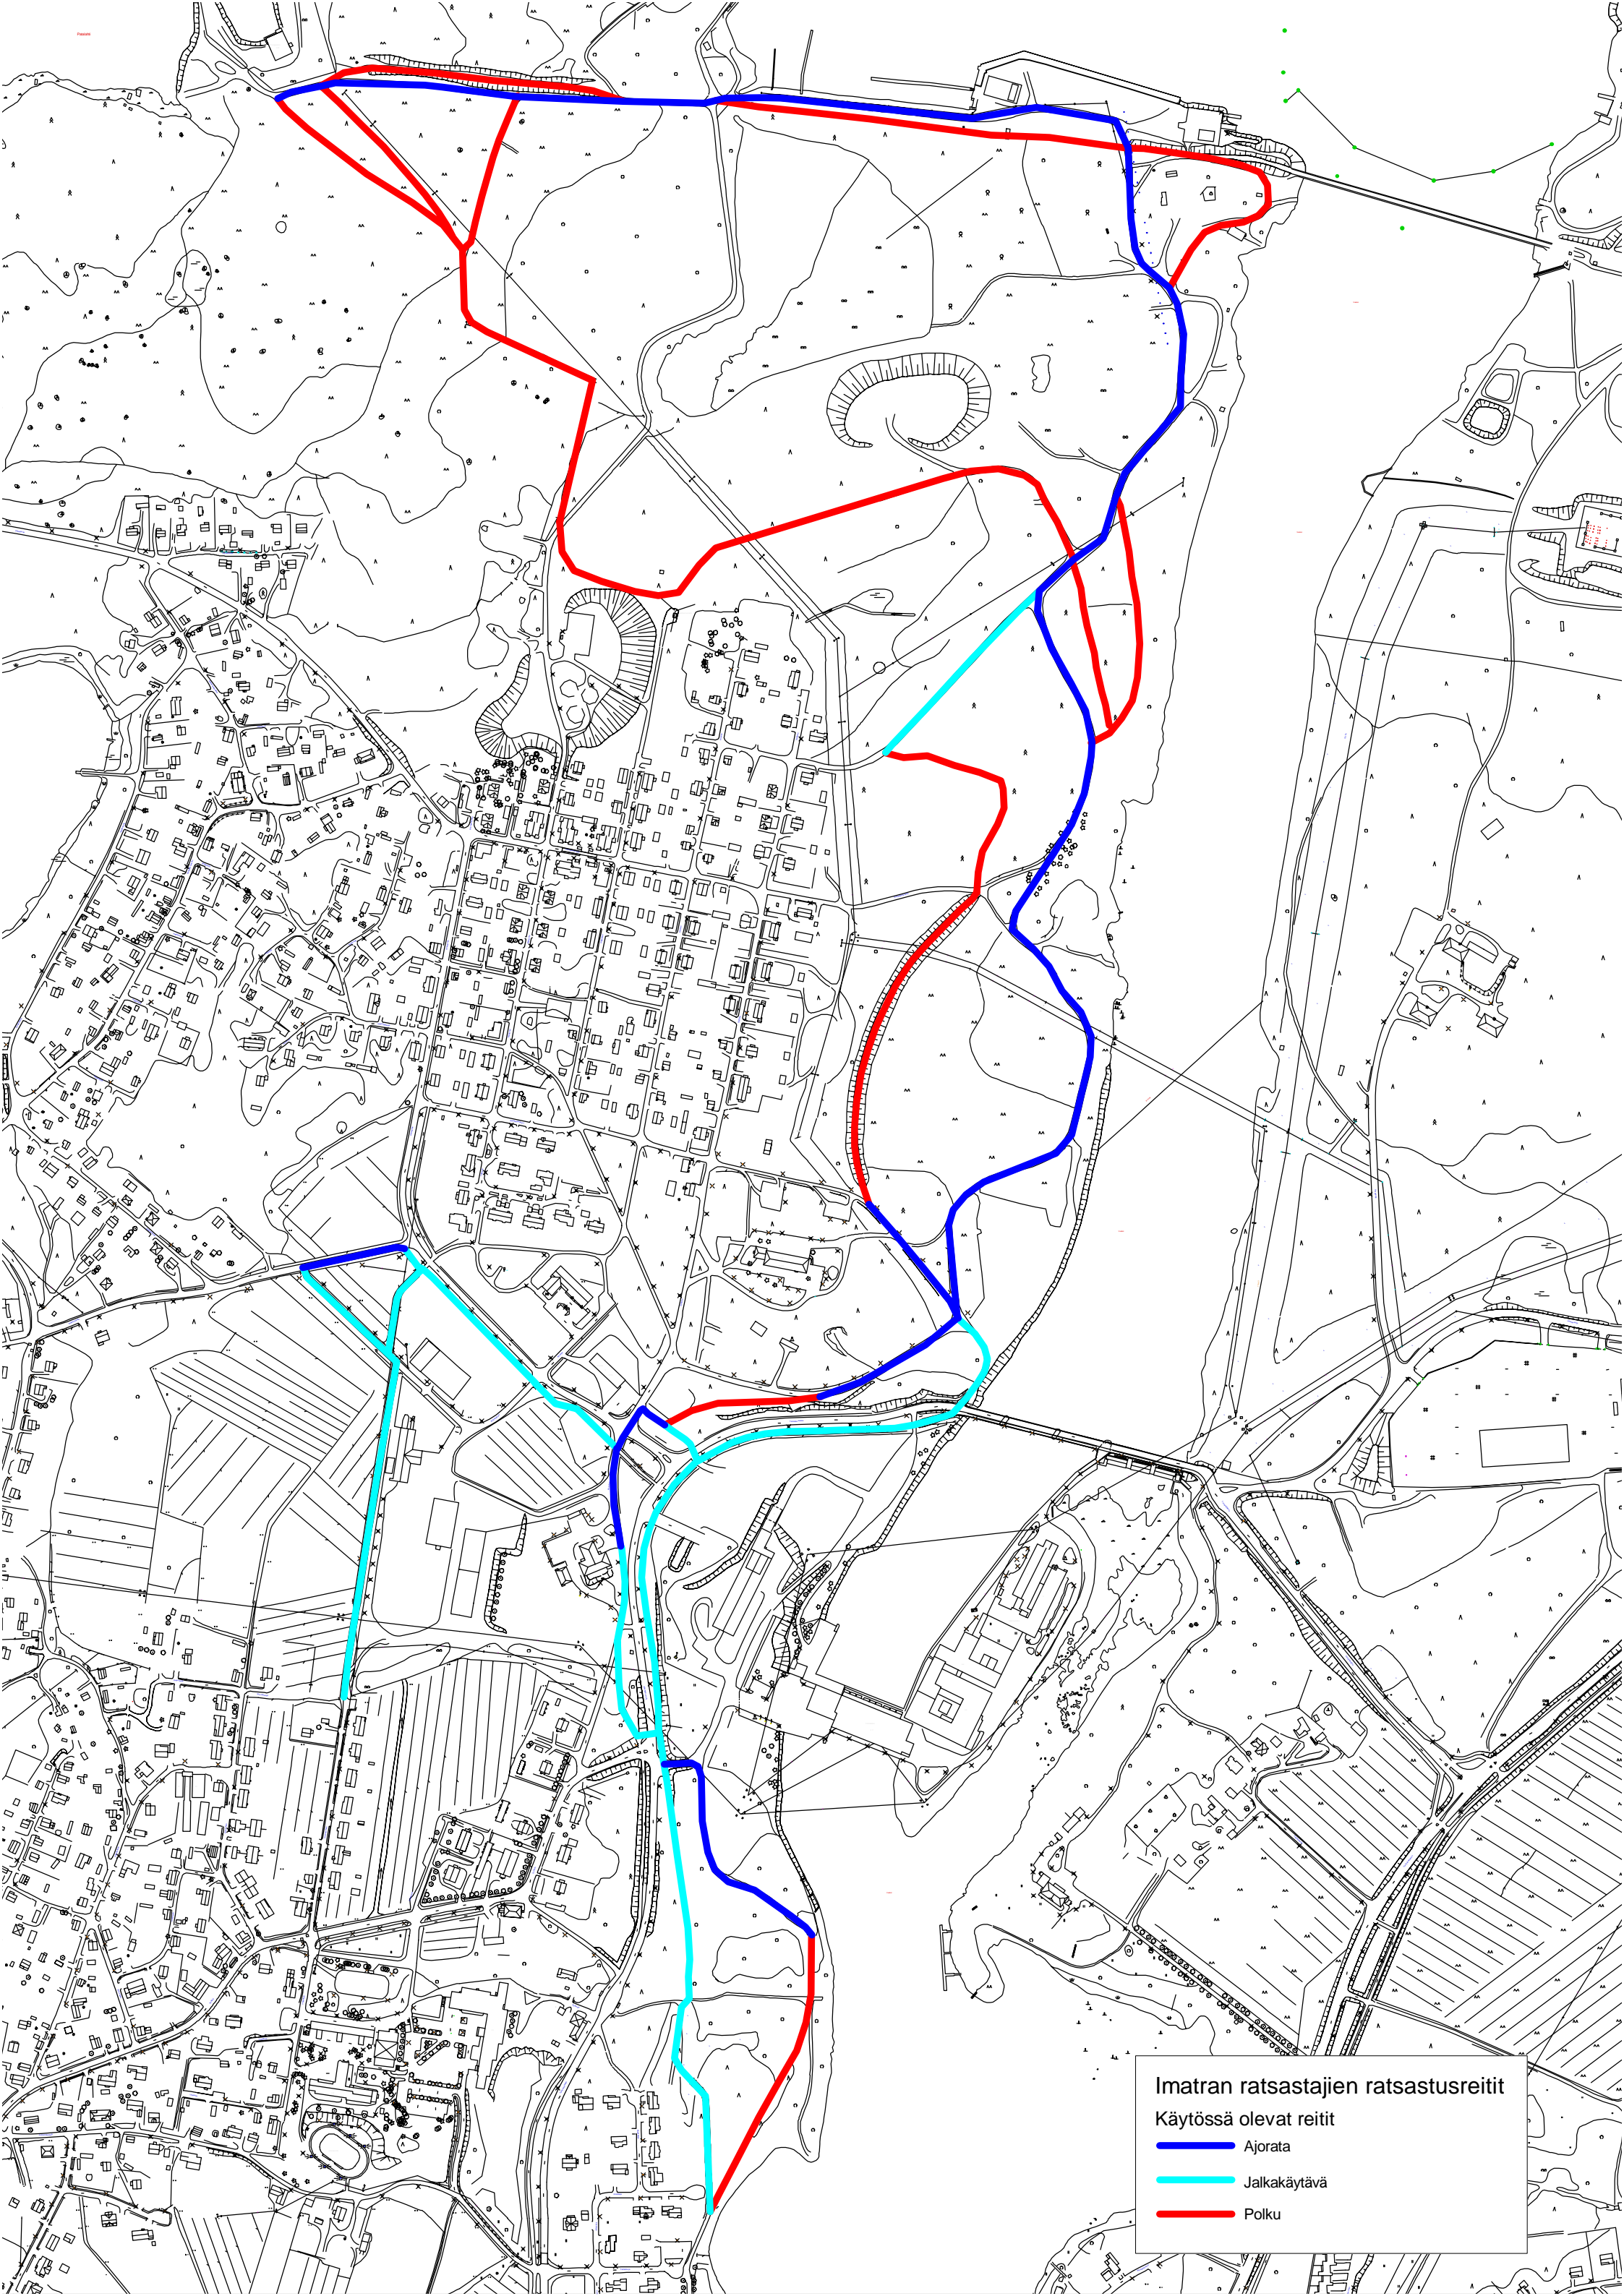 Imatran ratsastajien ratsastusreitit
Käytössä olevat reitit
Ajorata
Jalkakäytävä
Polku